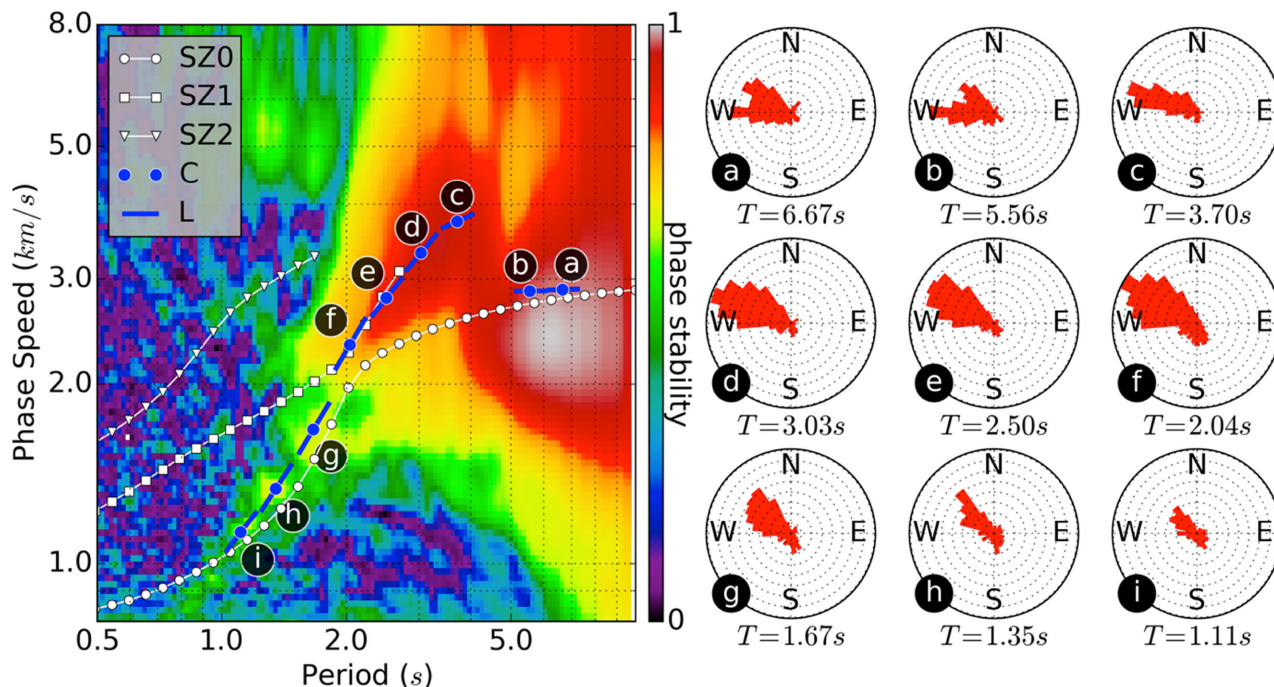 8.0
5.0
3.0
2.0
1.0
Phase Speed (km/s)
SZ0
SZ1
SZ2
C
L
c
d
e
f
b
a
g
h
i
0.5
1.0
2.0
5.0
Period (s)
1
0
phase stability
N
W
E
S
a
T=6.67s
N
W
E
S
b
T=5.56s
N
W
E
S
c
T=3.70s
N
W
E
S
d
T=3.03s
N
W
E
S
e
T=2.50s
N
W
E
S
f
T=2.04s
N
W
E
S
g
T=1.67s
N
W
E
S
h
T=1.35s
N
W
E
S
i
T=1.11s